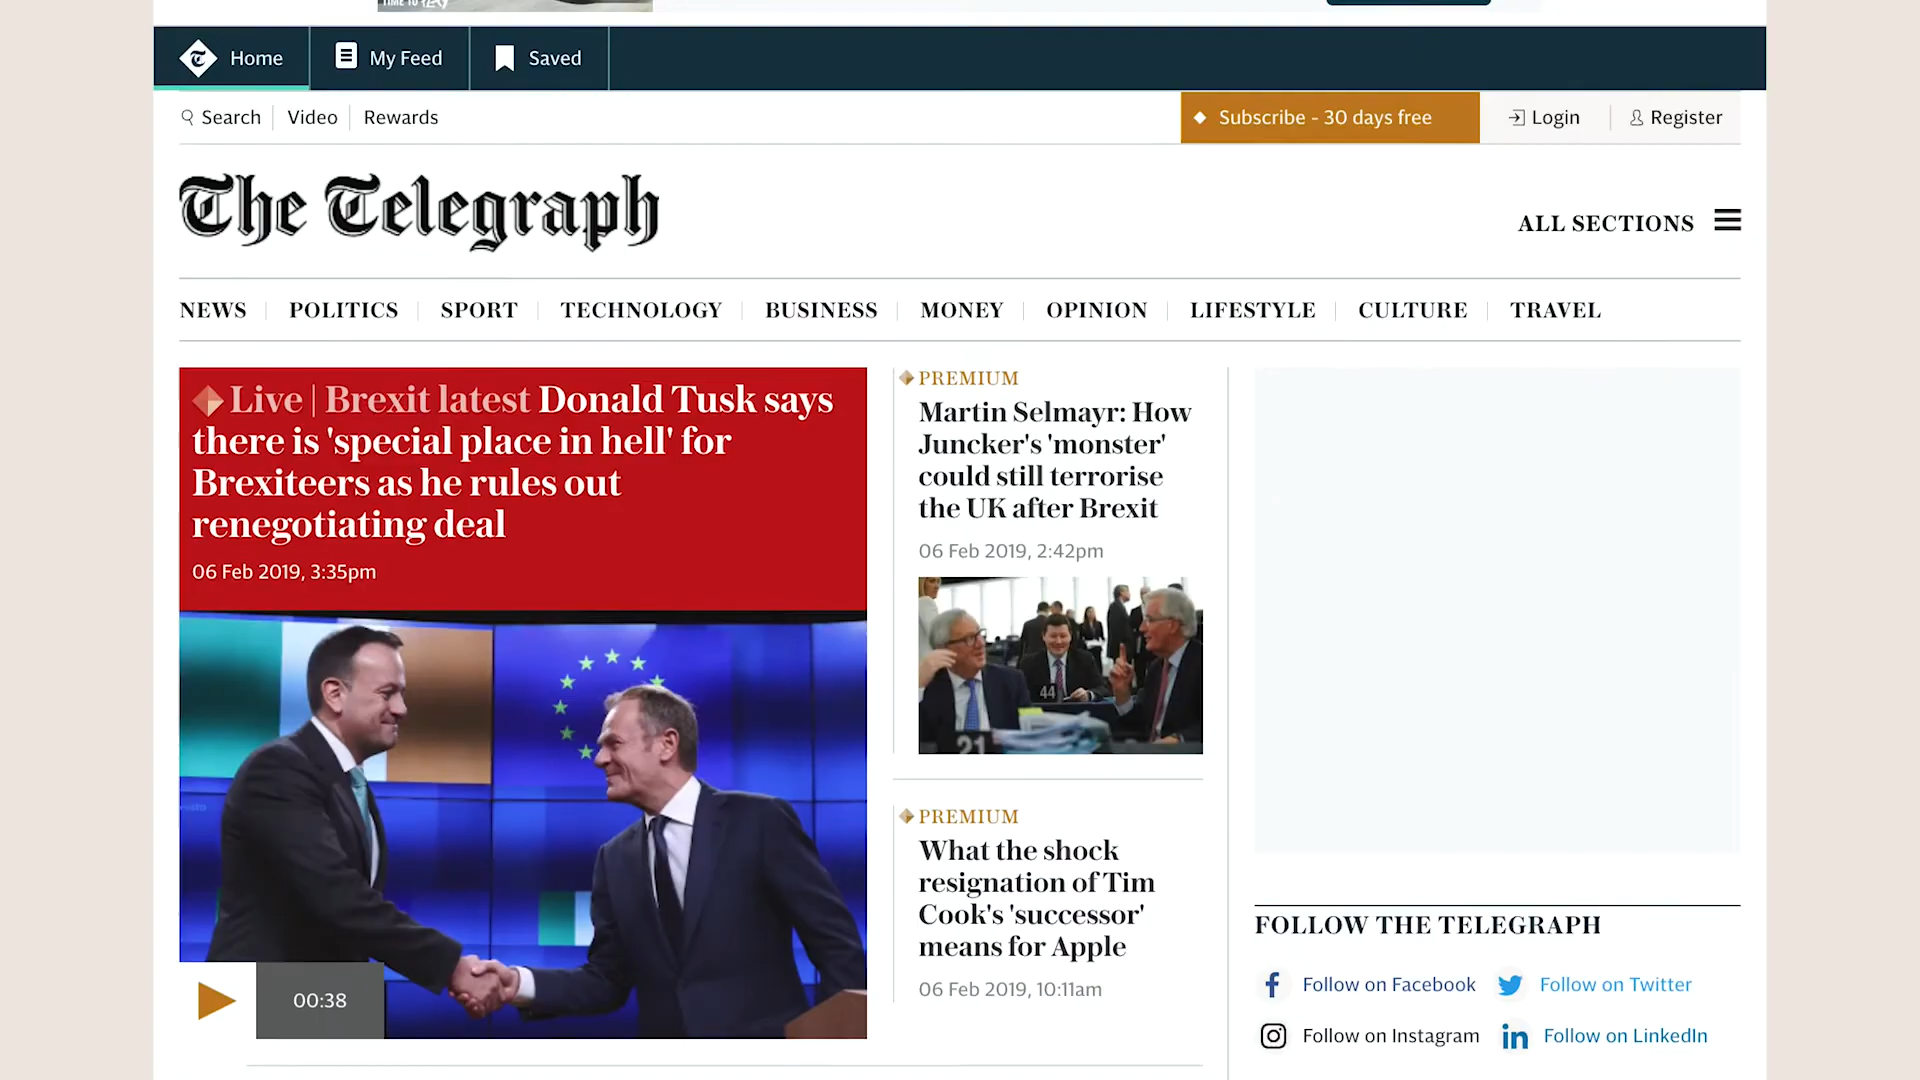 TIME TO PLAY
Home
My Feed
Saved
Search
Video
Rewards
Subscribe - 30 days free
Login
Register
The Telegraph
ALL SECTIONS
NEWS
POLITICS
SPORT
TECHNOLOGY
BUSINESS
MONEY
OPINION
LIFESTYLE
CULTURE
TRAVEL
Live | Brexit latest Donald Tusk says
there is 'special place in hell' for
Brexiteers as he rules out
renegotiating deal
06 Feb 2019, 3:35pm
00:38
PREMIUM
Martin Selmayr: How
Juncker's 'monster'
could still terrorise
the UK after Brexit
06 Feb 2019, 2:42pm
44
21
PREMIUM
What the shock
resignation of Tim
Cook's 'successor'
means for Apple
06 Feb 2019, 10:11am
FOLLOW THE TELEGRAPH
Follow on Facebook
Follow on Twitter
Follow on Instagram
Follow on LinkedIn